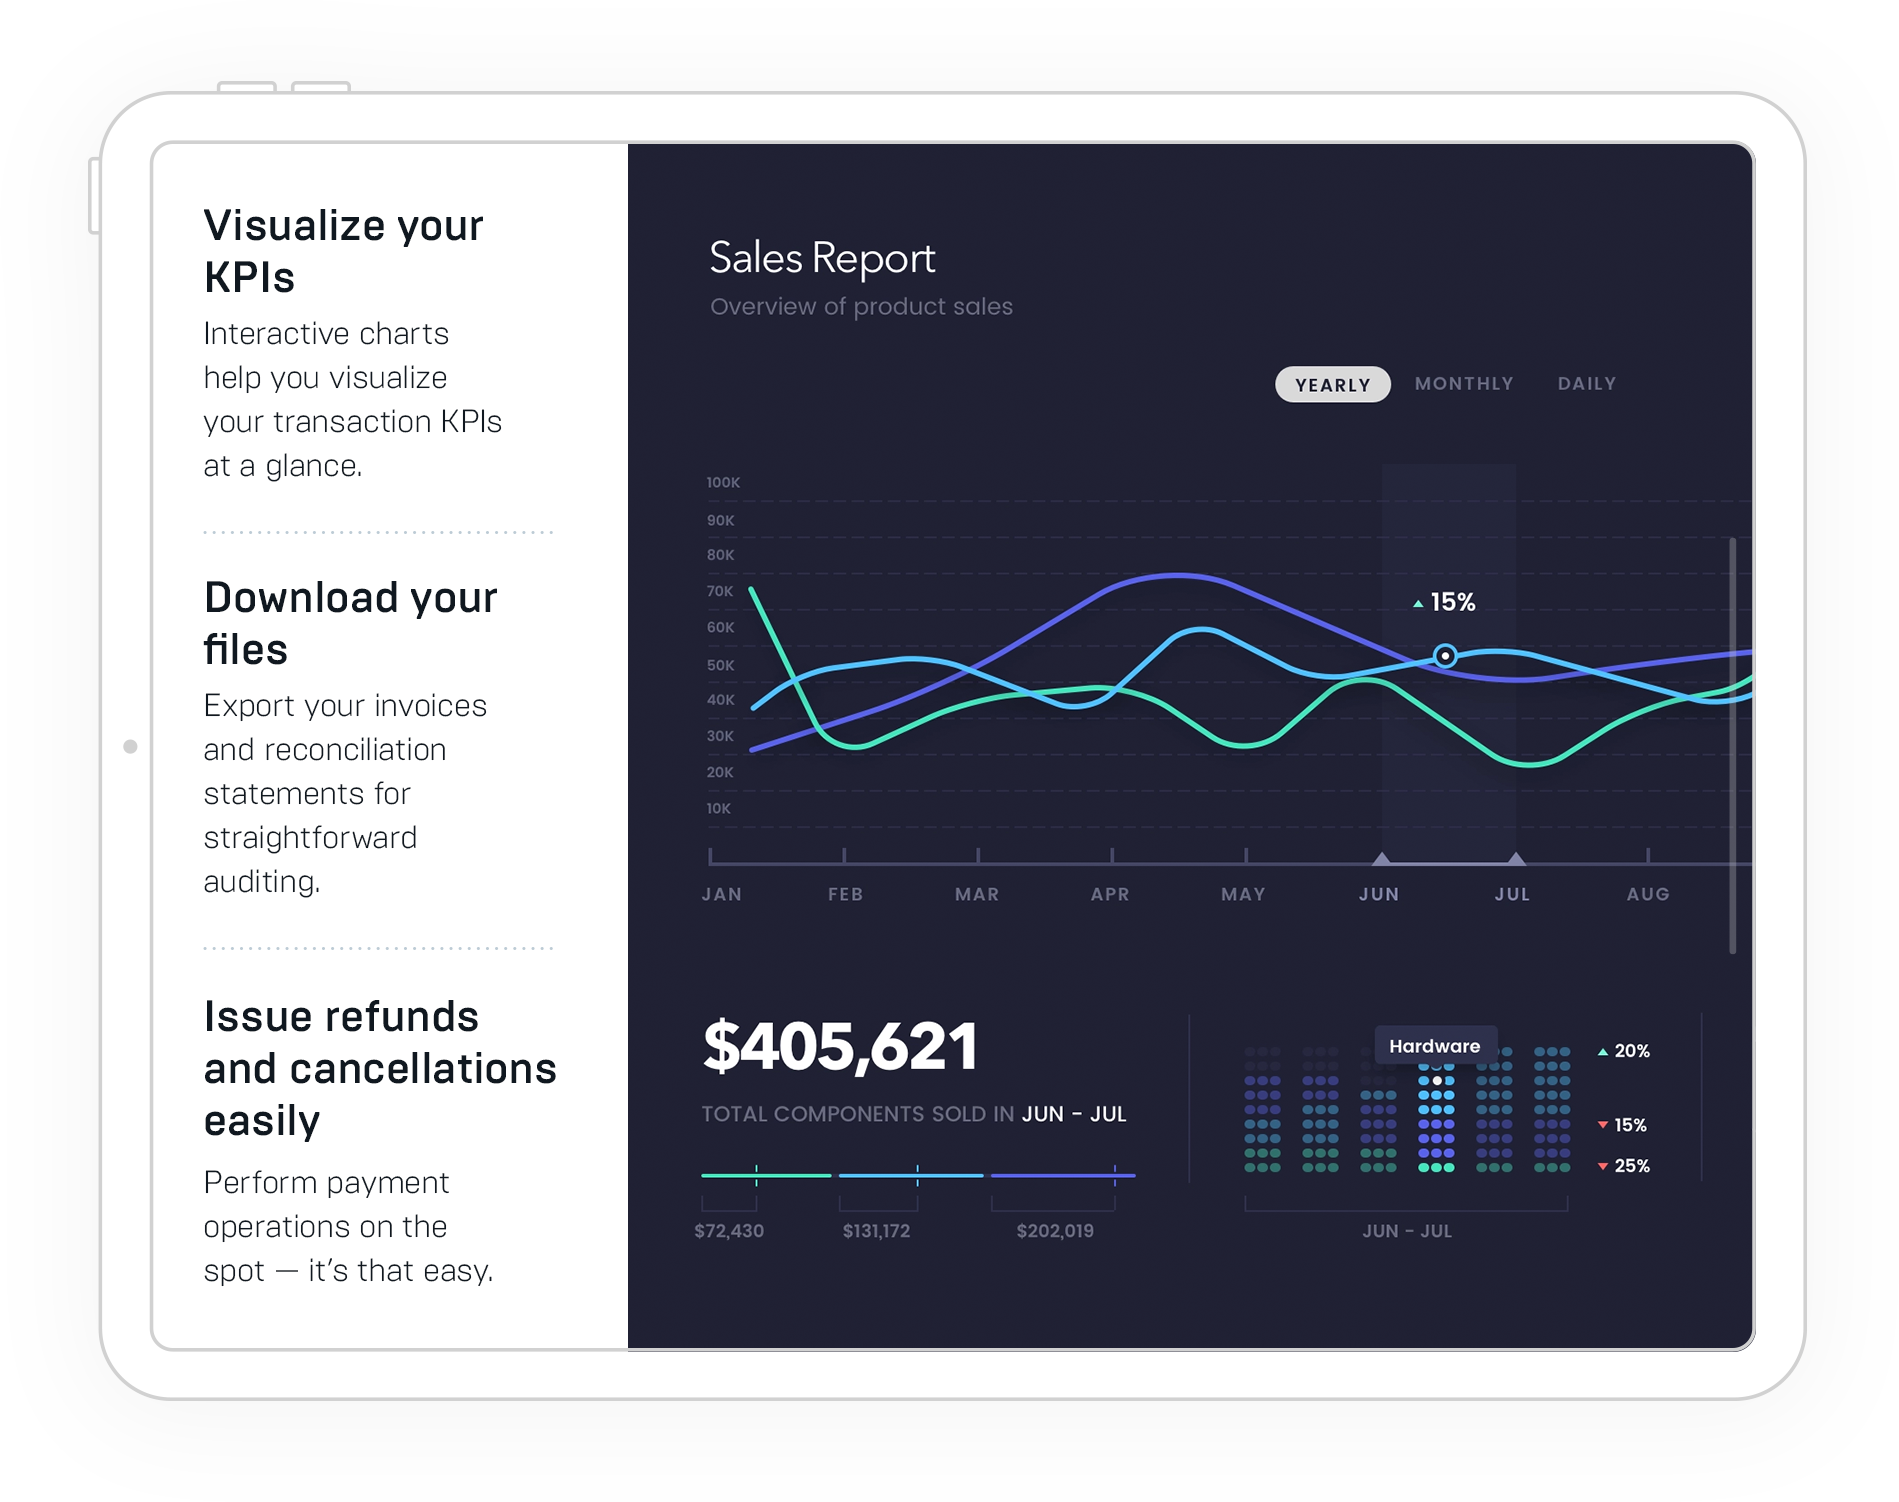 Visualize your
KPIs
Interactive charts
help you visualize
your transaction KPIs
at a glance.
Download your
files
Export your invoices
and reconciliation
statements for
straightforward
auditing.
Issue refunds
and cancellations
easily
Perform payment
operations on the
spot — it’s that easy.
Sales Report
Overview of product sales
YEARLY MONTHLY DAILY
100K
90K
80K
70K
60K
50K
40K
30K
20K
10K
15%
JAN FEB MAR APR MAY JUN JUL AUG
$405,621
TOTAL COMPONENTS SOLD IN JUN – JUL
$72,430 $131,172 $202,019
Hardware
20%
15%
25%
JUN – JUL